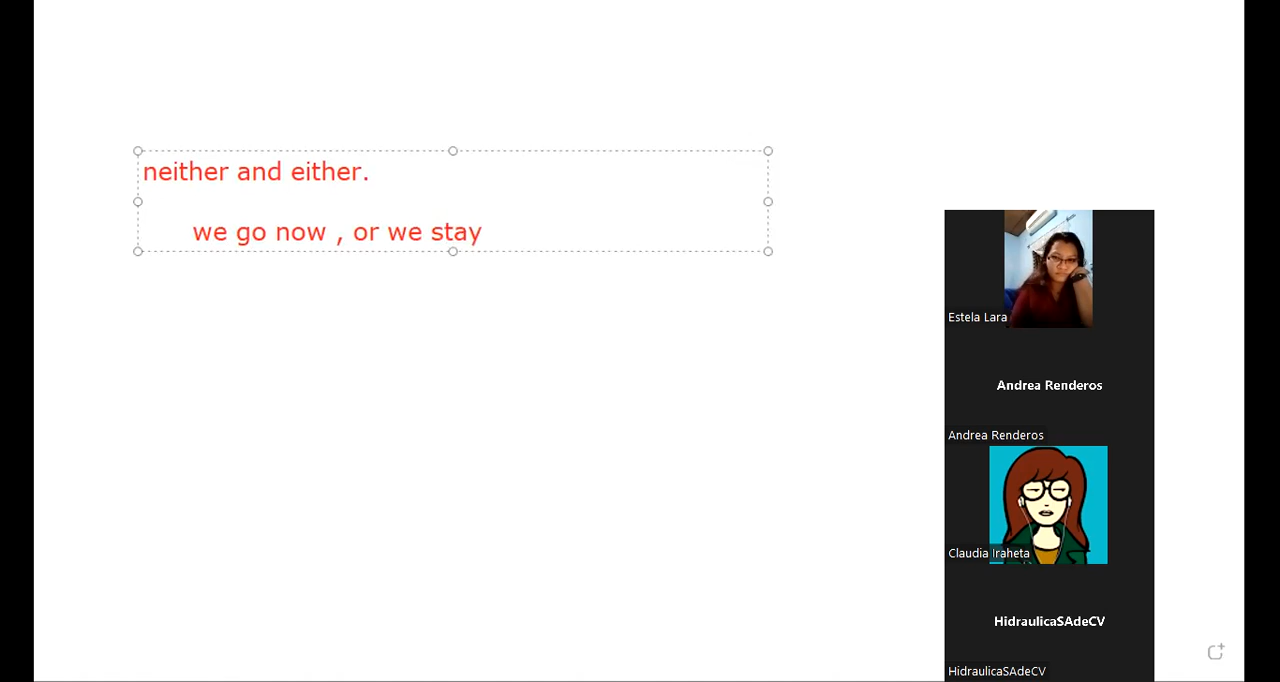 neither and either.
we go now , or we stay
Estela Lara
Andrea Renderos
Andrea Renderos
Claudia Iraheta
HidraulicaSAdeCV
HidraulicaSAdeCV